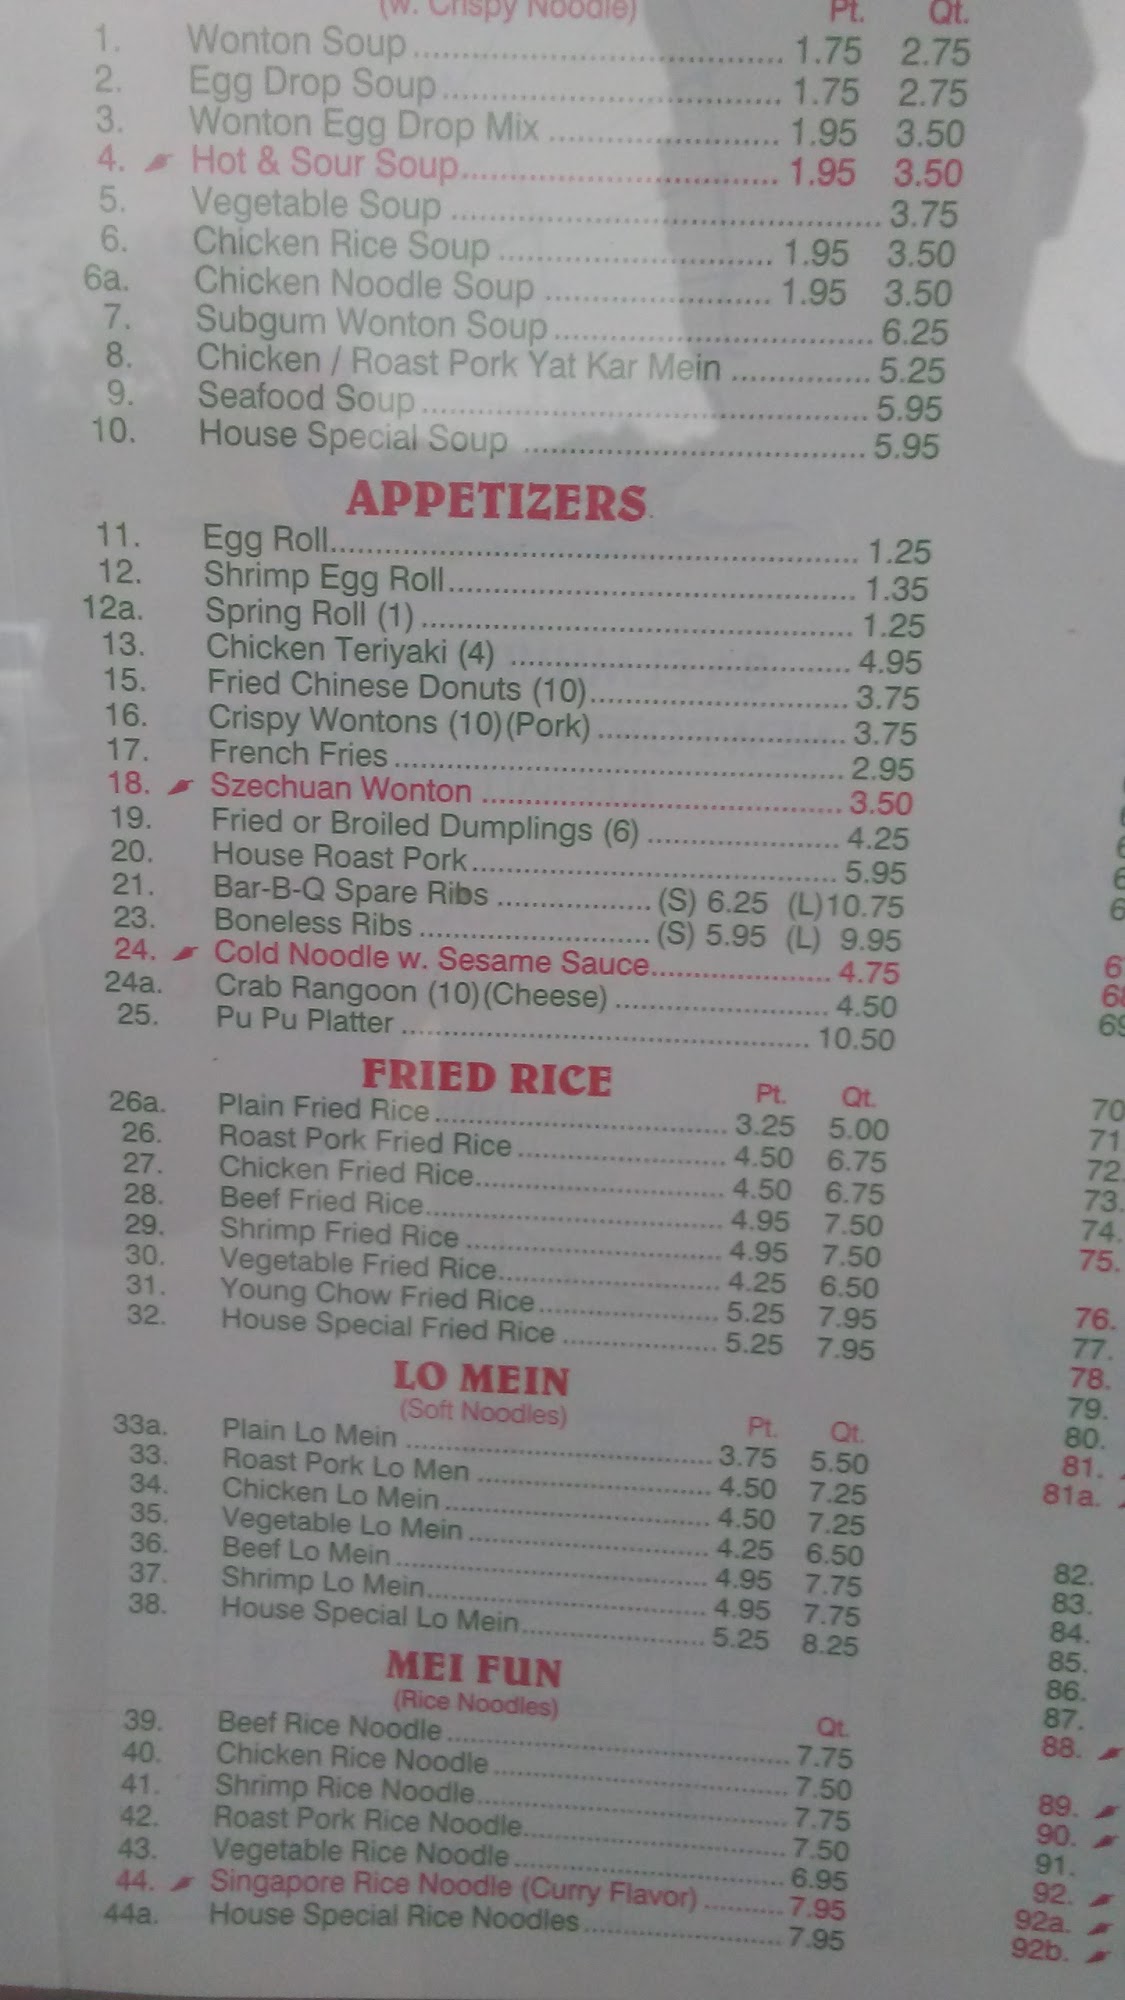 (w. Crispy Noodle) Pt. Qt.
1. Wonton Soup 1.75 2.75
2. Egg Drop Soup 1.75 2.75
3. Wonton Egg Drop Mix 1.95 3.50
4. Hot & Sour Soup 1.95 3.50
5. Vegetable Soup 3.75
6. Chicken Rice Soup 1.95 3.50
6a. Chicken Noodle Soup 1.95 3.50
7. Subgum Wonton Soup 6.25
8. Chicken / Roast Pork Yat Kar Mein 5.25
9. Seafood Soup 5.95
10. House Special Soup 5.95
APPETIZERS
11. Egg Roll 1.25
12. Shrimp Egg Roll 1.35
12a. Spring Roll (1) 1.25
13. Chicken Teriyaki (4) 4.95
15. Fried Chinese Donuts (10) 3.75
16. Crispy Wontons (10)(Pork) 3.75
17. French Fries 2.95
18. Szechuan Wonton 3.50
19. Fried or Broiled Dumplings (6) 4.25
20. House Roast Pork 5.95
21. Bar-B-Q Spare Ribs (S) 6.25 (L)10.75
23. Boneless Ribs (S) 5.95 (L) 9.95
24. Cold Noodle w. Sesame Sauce 4.75
24a. Crab Rangoon (10)(Cheese) 4.50
25. Pu Pu Platter 10.50
FRIED RICE Pt. Qt.
26a. Plain Fried Rice 3.25 5.00
26. Roast Pork Fried Rice 4.50 6.75
27. Chicken Fried Rice 4.50 6.75
28. Beef Fried Rice 4.95 7.50
29. Shrimp Fried Rice 4.95 7.50
30. Vegetable Fried Rice 4.25 6.50
31. Young Chow Fried Rice 5.25 7.95
32. House Special Fried Rice 5.25 7.95
LO MEIN
(Soft Noodles) Pt. Qt.
33a. Plain Lo Mein 3.75 5.50
33. Roast Pork Lo Men 4.50 7.25
34. Chicken Lo Mein 4.50 7.25
35. Vegetable Lo Mein 4.25 6.50
36. Beef Lo Mein 4.95 7.75
37. Shrimp Lo Mein 4.95 7.75
38. House Special Lo Mein 5.25 8.25
MEI FUN
(Rice Noodles) Qt.
39. Beef Rice Noodle 7.75
40. Chicken Rice Noodle 7.50
41. Shrimp Rice Noodle 7.75
42. Roast Pork Rice Noodle 7.50
43. Vegetable Rice Noodle 6.95
44. Singapore Rice Noodle (Curry Flavor) 7.95
44a. House Special Rice Noodles 7.95
68
69
70
71.
72.
73.
74.
75.
76.
77.
78.
79.
80.
81.
81a.
82.
83.
84.
85.
86.
87.
88.
89.
90.
91.
92.
92a.
92b.